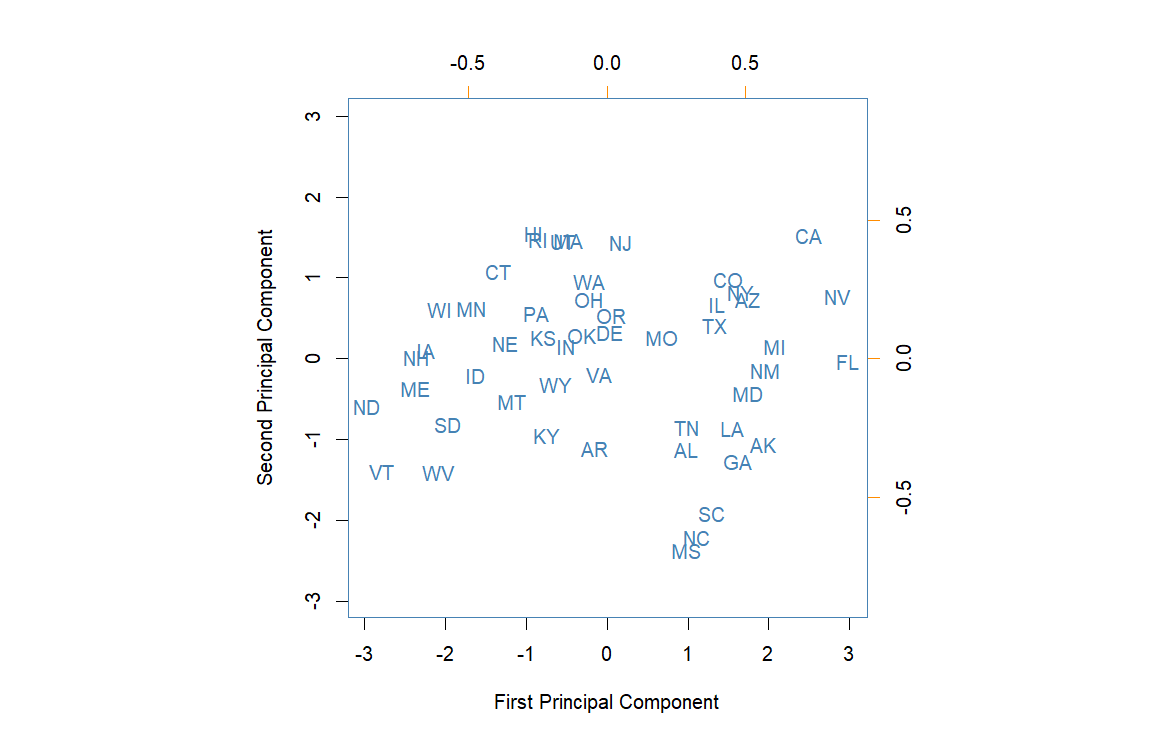 -0.5 0.0 0.5
3
2
1
0
-1
-2
-3
Second Principal Component
HI RI UT MA NJ CA
CT WA CO
WI MN PA OH OR IL NY AZ NV
KS OK DE MO TX
NH IA NE IN MI FL
ME ID WY VA NM MD
ND MT
SD KY TN LA
VT WV AR AL AK
GA
SC
NC
MS
0.5
0.0
-0.5
-3 -2 -1 0 1 2 3
First Principal Component